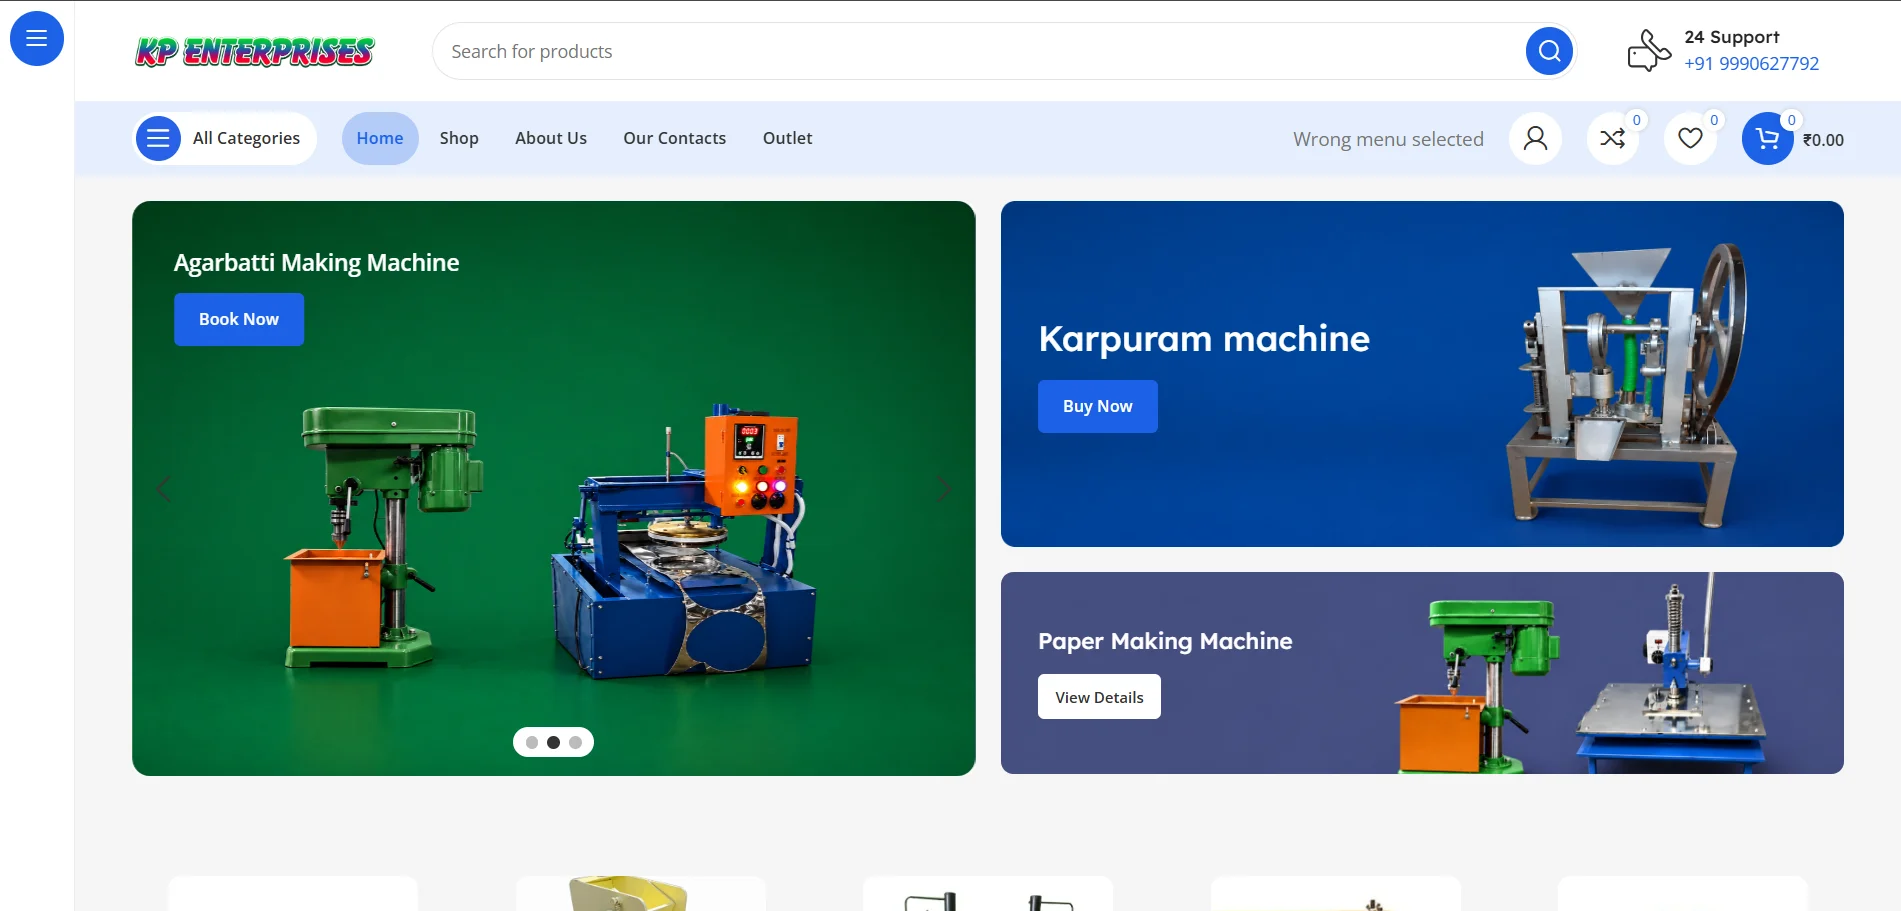 KP ENTERPRISES
Search for products
24 Support
+91 9990627792
All Categories
Home
Shop
About Us
Our Contacts
Outlet
Wrong menu selected
0
0
0
₹0.00
Agarbatti Making Machine
Book Now
0003
Karpuram machine
Buy Now
Paper Making Machine
View Details